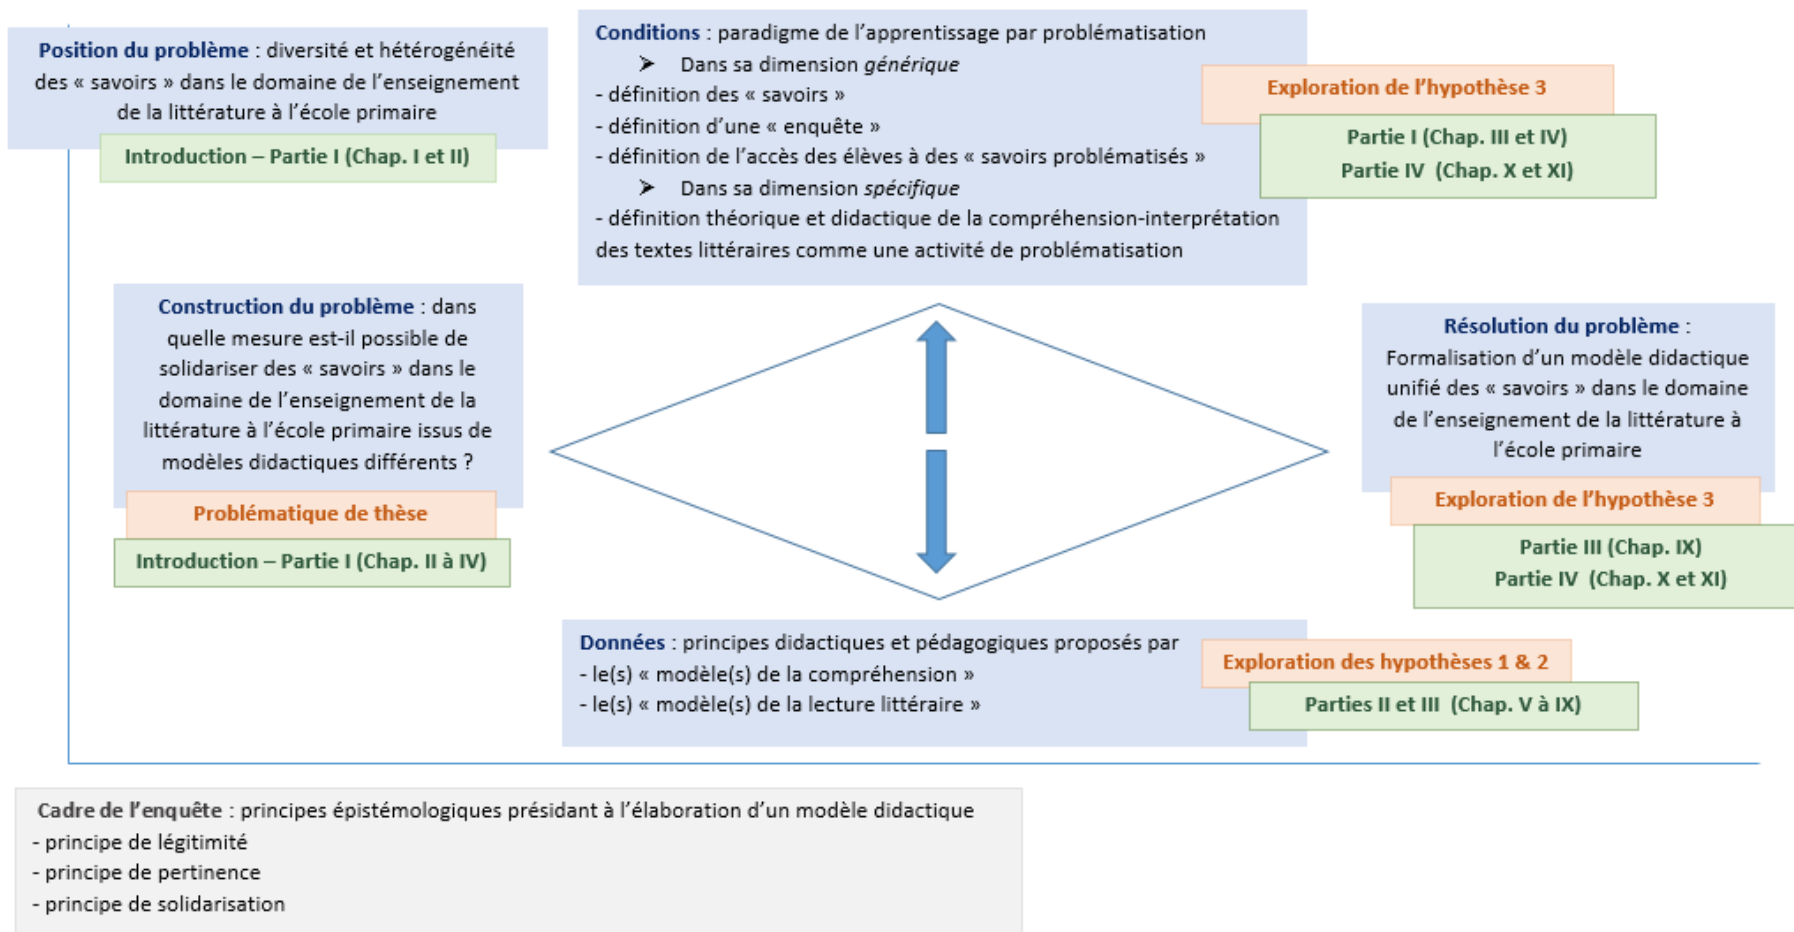 Position du problème : diversité et hétérogénéité
des « savoirs » dans le domaine de l’enseignement
de la littérature à l’école primaire
Introduction – Partie I (Chap. I et II)
Conditions : paradigme de l’apprentissage par problématisation
➤ Dans sa dimension générique
- définition des « savoirs »
- définition d’une « enquête »
- définition de l’accès des élèves à des « savoirs problématisés »
➤ Dans sa dimension spécifique
- définition théorique et didactique de la compréhension-interprétation
des textes littéraires comme une activité de problématisation
Exploration de l’hypothèse 3
Partie I (Chap. III et IV)
Partie IV (Chap. X et XI)
Construction du problème : dans
quelle mesure est-il possible de
solidariser des « savoirs » dans le
domaine de l’enseignement de la
littérature à l’école primaire issus de
modèles didactiques différents ?
Problématique de thèse
Introduction – Partie I (Chap. II à IV)
Résolution du problème :
Formalisation d’un modèle didactique
unifié des « savoirs » dans le domaine
de l’enseignement de la littérature à
l’école primaire
Exploration de l’hypothèse 3
Partie III (Chap. IX)
Partie IV (Chap. X et XI)
Données : principes didactiques et pédagogiques proposés par
- le(s) « modèle(s) de la compréhension »
- le(s) « modèle(s) de la lecture littéraire »
Exploration des hypothèses 1 & 2
Parties II et III (Chap. V à IX)
Cadre de l’enquête : principes épistémologiques présidant à l’élaboration d’un modèle didactique
- principe de légitimité
- principe de pertinence
- principe de solidarisation